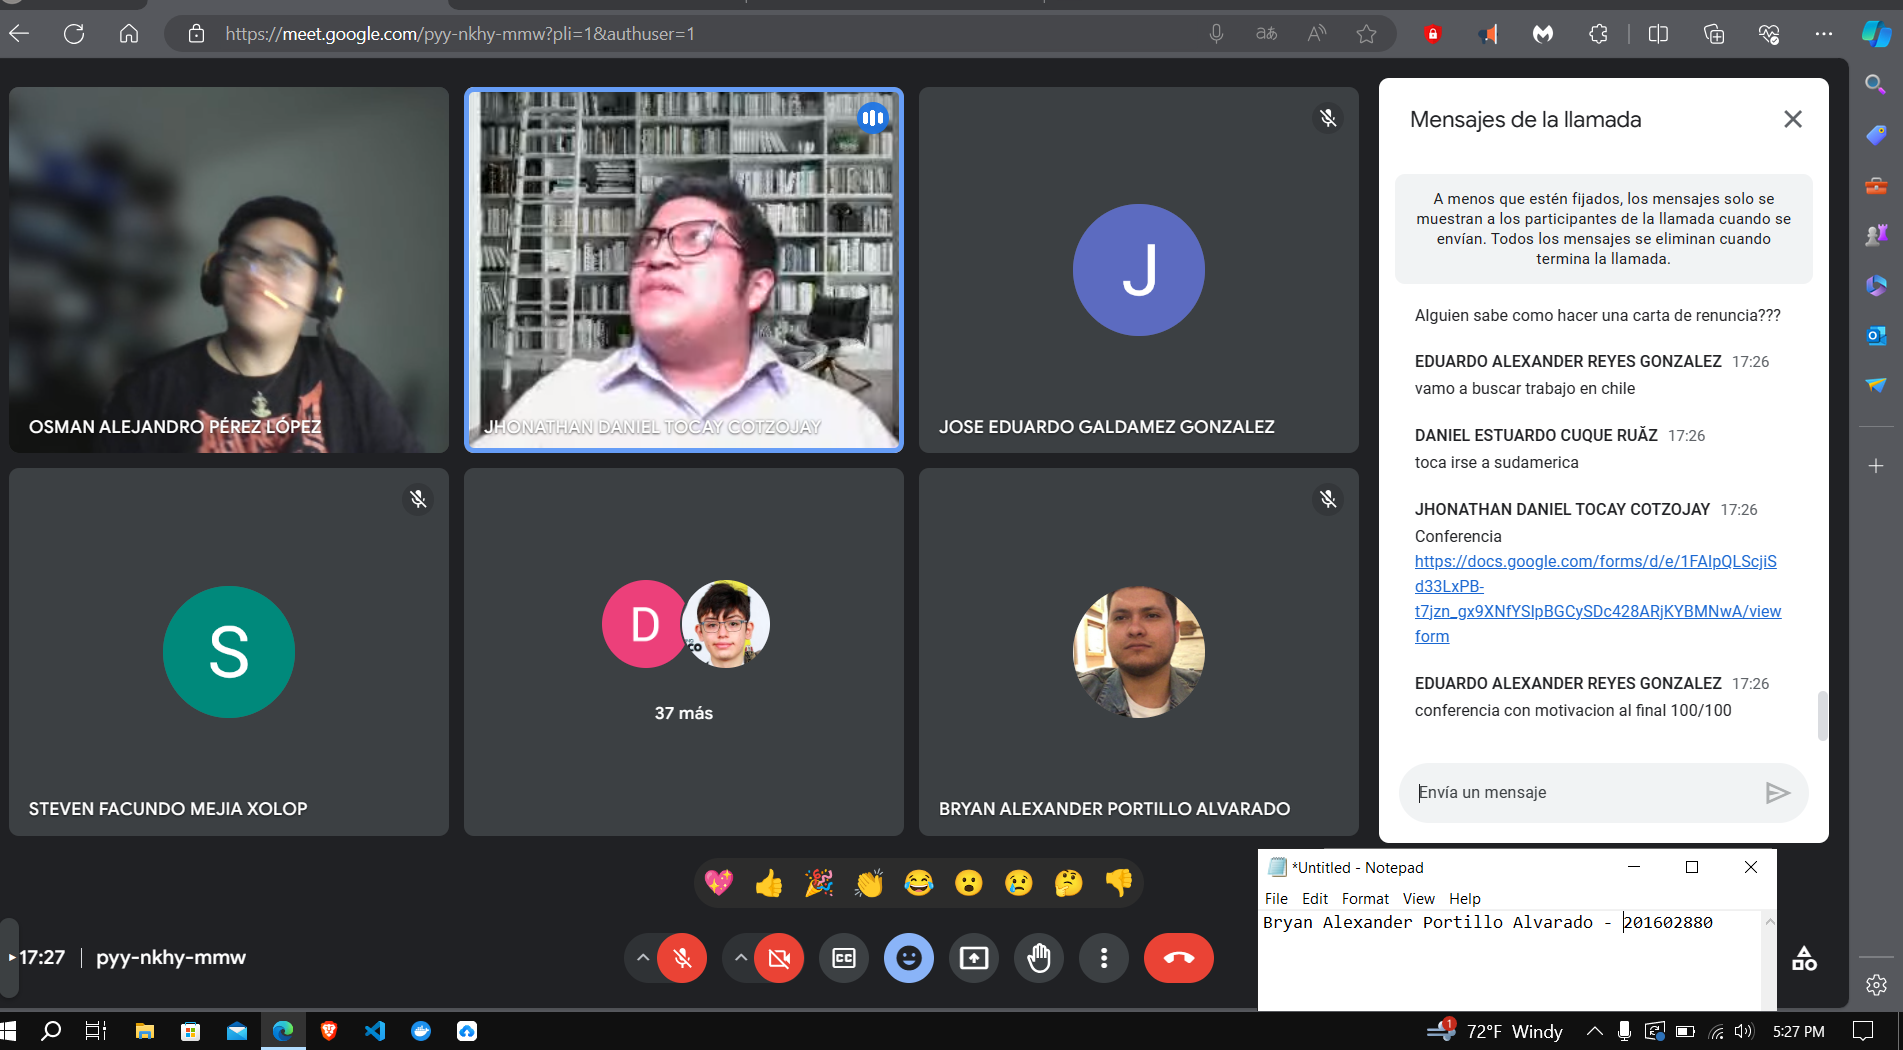 https://meet.google.com/pyy-nkhy-mmw?pli=1&authuser=1
OSMAN ALEJANDRO PÉREZ LÓPEZ
JHONATHAN DANIEL TOCAY COTZOJAY
J
JOSE EDUARDO GALDAMEZ GONZALEZ
S
STEVEN FACUNDO MEJIA XOLOP
D
37 más
BRYAN ALEXANDER PORTILLO ALVARADO
Mensajes de la llamada
A menos que estén fijados, los mensajes solo se
muestran a los participantes de la llamada cuando se
envían. Todos los mensajes se eliminan cuando
termina la llamada.
Alguien sabe como hacer una carta de renuncia???
EDUARDO ALEXANDER REYES GONZALEZ 17:26
vamo a buscar trabajo en chile
DANIEL ESTUARDO CUQUE RUĂZ 17:26
toca irse a sudamerica
JHONATHAN DANIEL TOCAY COTZOJAY 17:26
Conferencia
https://docs.google.com/forms/d/e/1FAIpQLScjiS
d33LxPB-
t7jzn_gx9XNfYSlpBGCySDc428ARjKYBMNwA/view
form
EDUARDO ALEXANDER REYES GONZALEZ 17:26
conferencia con motivacion al final 100/100
Envía un mensaje
*Untitled - Notepad
File Edit Format View Help
Bryan Alexander Portillo Alvarado - 201602880
17:27 | pyy-nkhy-mmw
CC
1
72°F Windy
5:27 PM